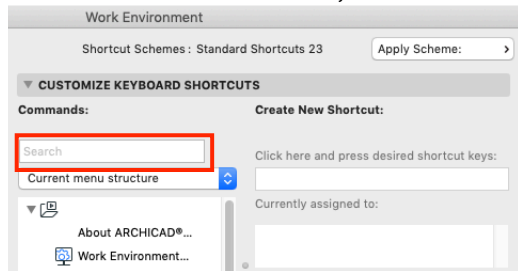 Work Environment
Shortcut Schemes : Standard Shortcuts 23
Apply Scheme:
CUSTOMIZE KEYBOARD SHORTCUTS
Commands:
Create New Shortcut:
Search
Click here and press desired shortcut keys:
Current menu structure
Currently assigned to:
About ARCHICAD®...
Work Environment...